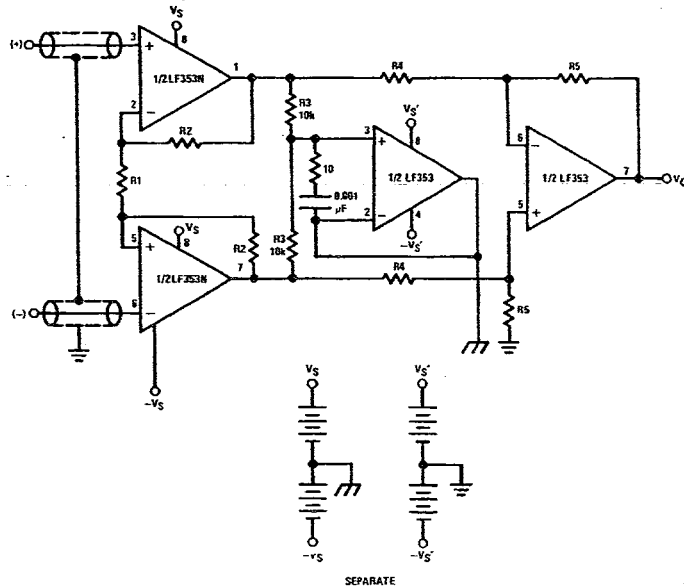 VS
(+)
3
+
8
1/2 LF353N
1
2
−
R2
R1
R3
10k
R4
R5
VS'
3
+
8
10
0.001
μF
1/2 LF353
2
−
4
−VS'
6
−
1/2 LF353
7
5
+
VS
5
+
8
R2
1/2 LF353N
7
R3
10k
R4
R5
(−)
6
−
−VS
VS
VS'
−VS
−VS'
SEPARATE